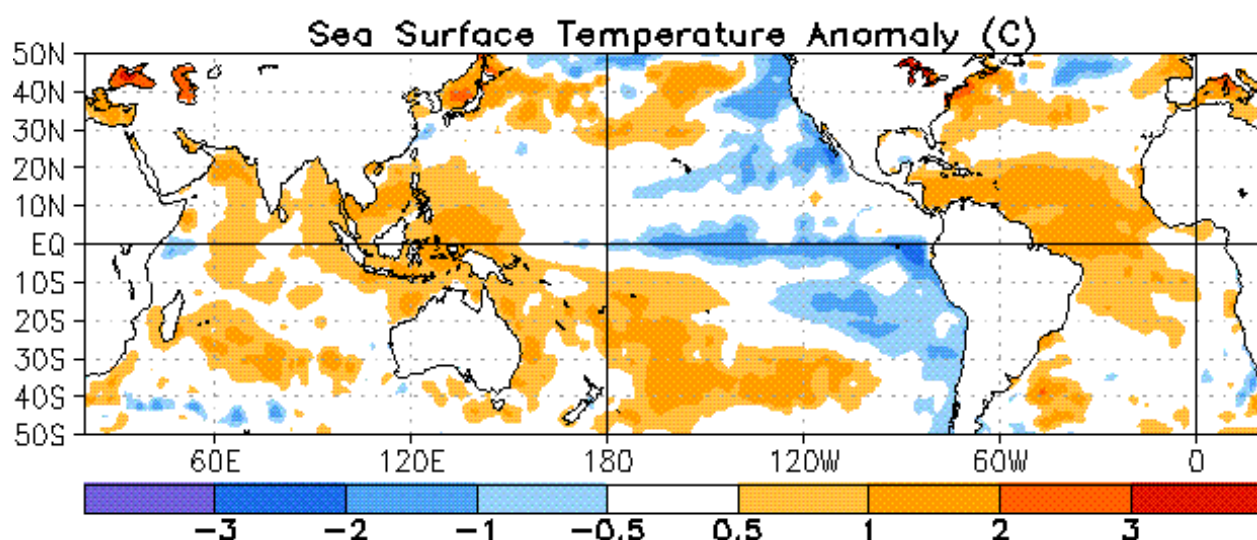 Sea Surface Temperature Anomaly (C)
50N
40N
30N
20N
10N
EQ
10S
20S
30S
40S
50S
60E 120E 180 120W 60W 0
-3 -2 -1 -0.5 0.5 1 2 3